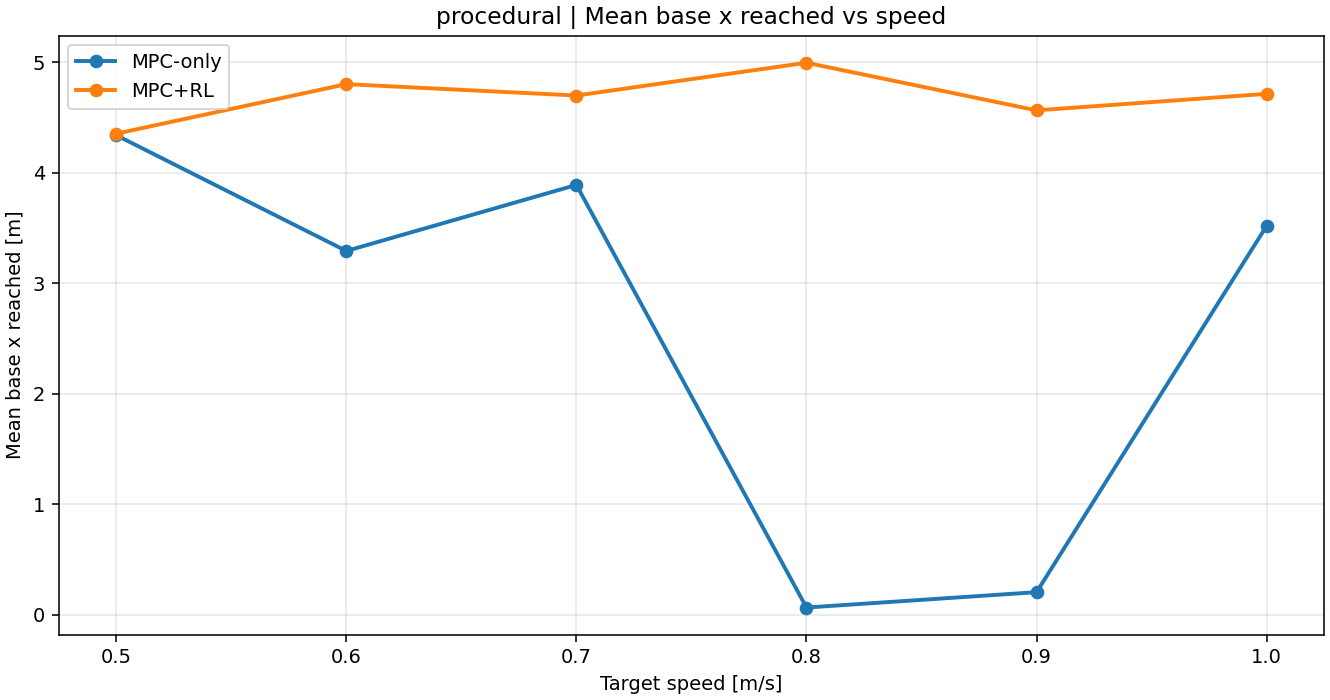 procedural | Mean base x reached vs speed
MPC-only
MPC+RL
Mean base x reached [m]
5
4
3
2
1
0
0.5 0.6 0.7 0.8 0.9 1.0
Target speed [m/s]